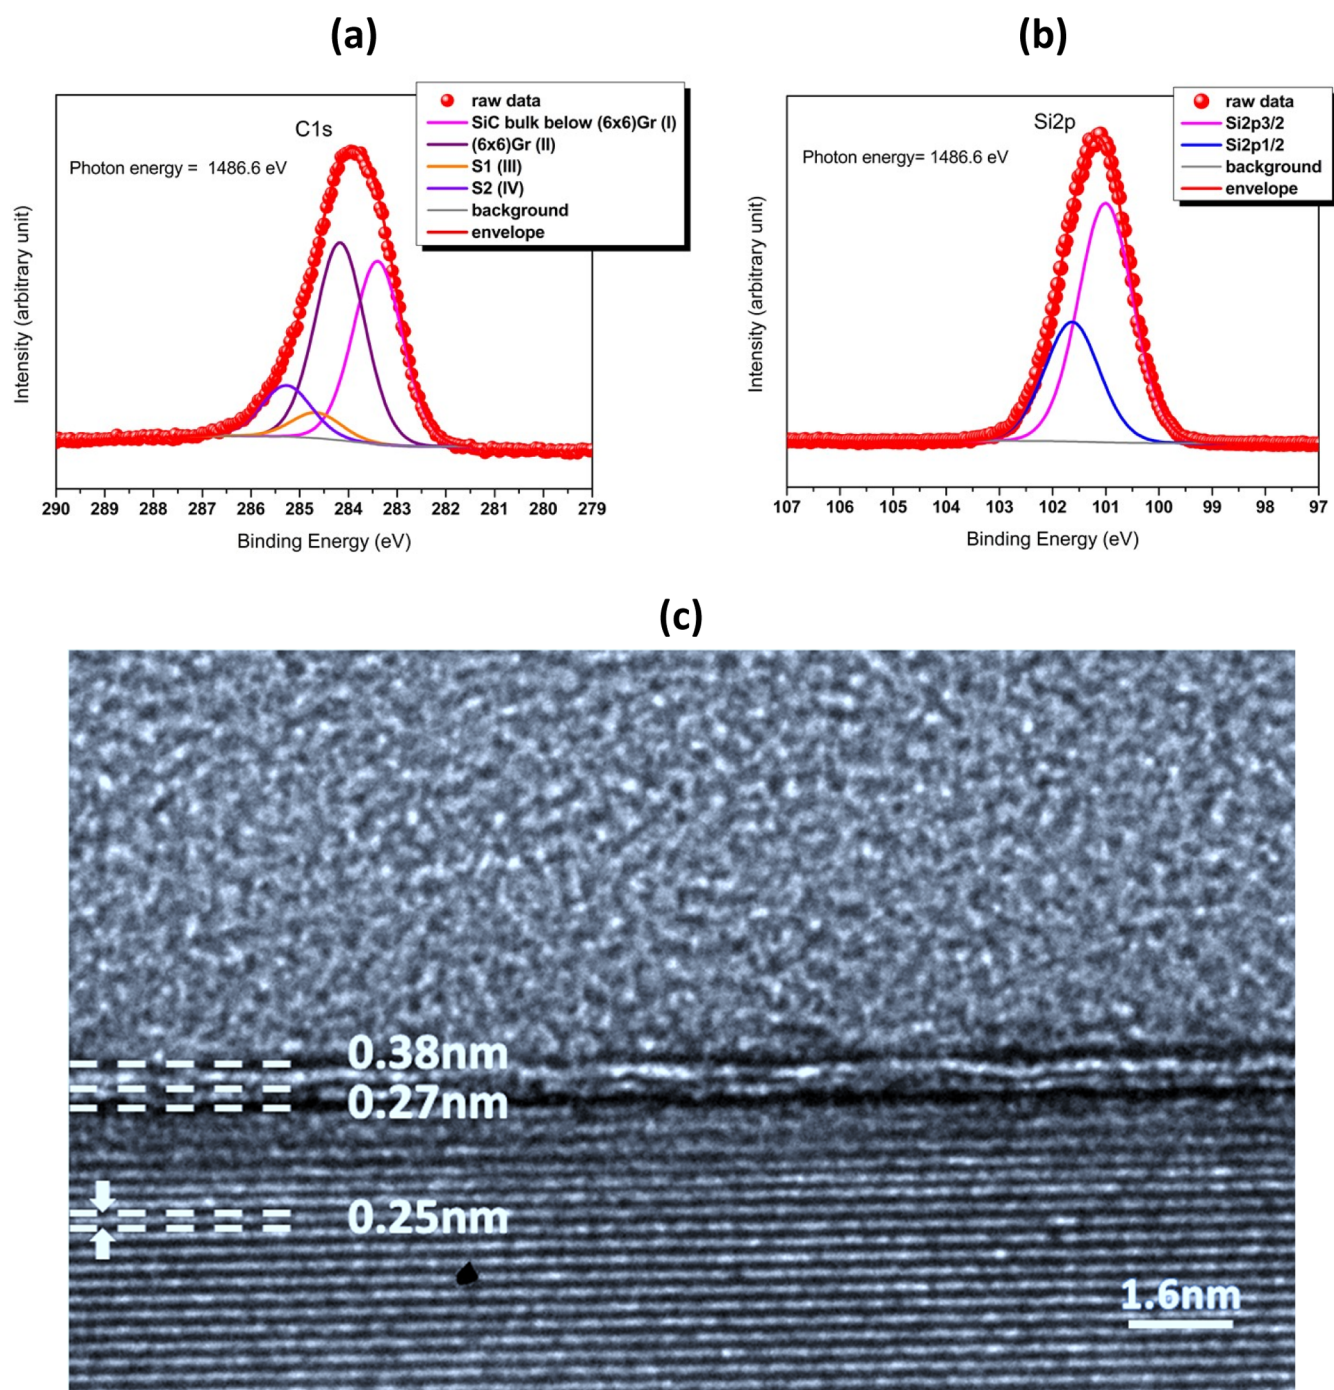 (a)
C1s
Photon energy = 1486.6 eV
raw data
SiC bulk below (6x6)Gr (I)
(6x6)Gr (II)
S1 (III)
S2 (IV)
background
envelope
Intensity (arbitrary unit)
290 288 288 287 286 285 284 283 281 281 280 279
Binding Energy (eV)
(b)
Si2p
Photon energy= 1486.6 eV
raw data
Si2p3/2
Si2p1/2
background
envelope
Intensity (arbitrary unit)
107 106 105 104 103 102 101 100 99 98 97
Binding Energy (eV)
(c)
0.38nm
0.27nm
0.25nm
1.6nm